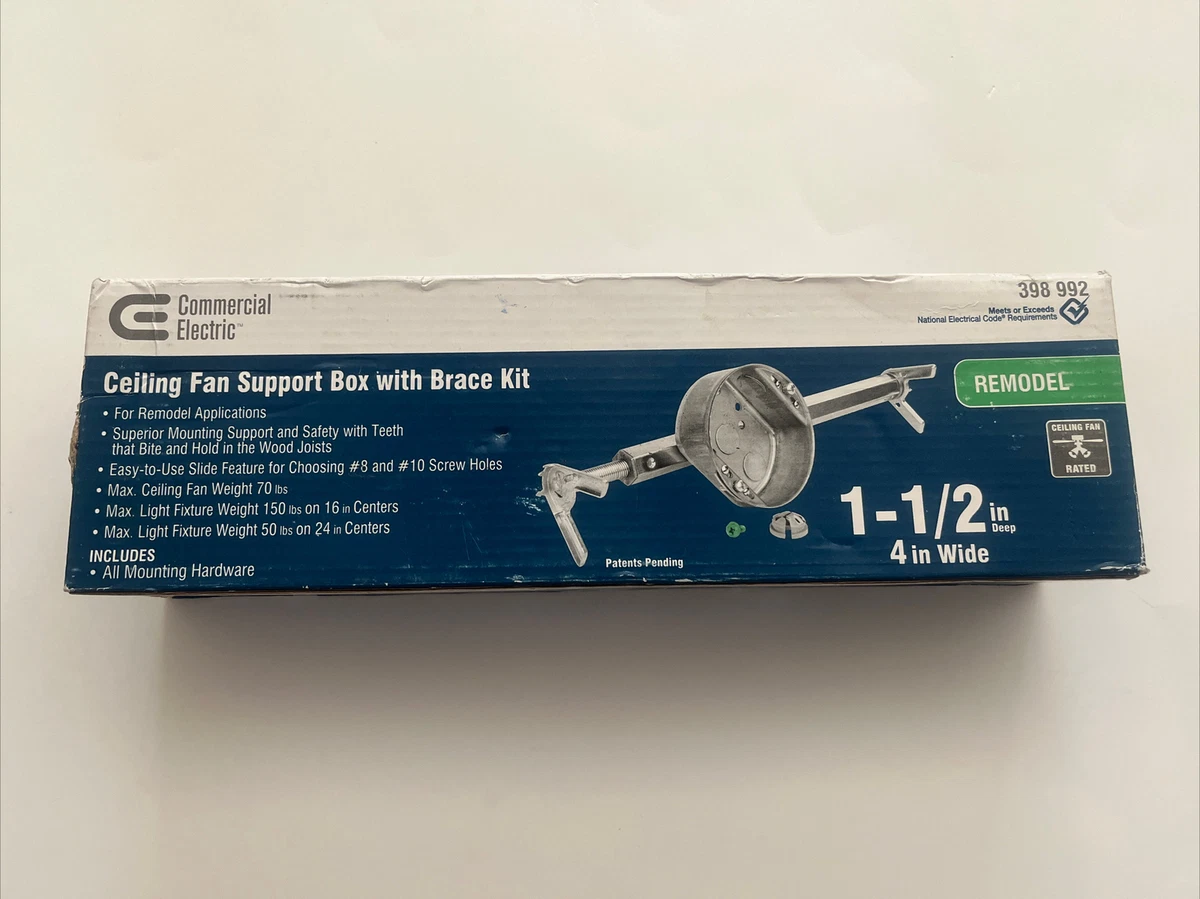 Commercial
Electric™
398 992
Meets or Exceeds
National Electrical Code® Requirements
Ceiling Fan Support Box with Brace Kit
• For Remodel Applications
• Superior Mounting Support and Safety with Teeth
that Bite and Hold in the Wood Joists
• Easy-to-Use Slide Feature for Choosing #8 and #10 Screw Holes
• Max. Ceiling Fan Weight 70 lbs
• Max. Light Fixture Weight 150 lbs on 16 in Centers
• Max. Light Fixture Weight 50 lbs on 24 in Centers
INCLUDES
• All Mounting Hardware
Patents Pending
REMODEL
CEILING FAN
RATED
1-1/2 in
Deep
4 in Wide